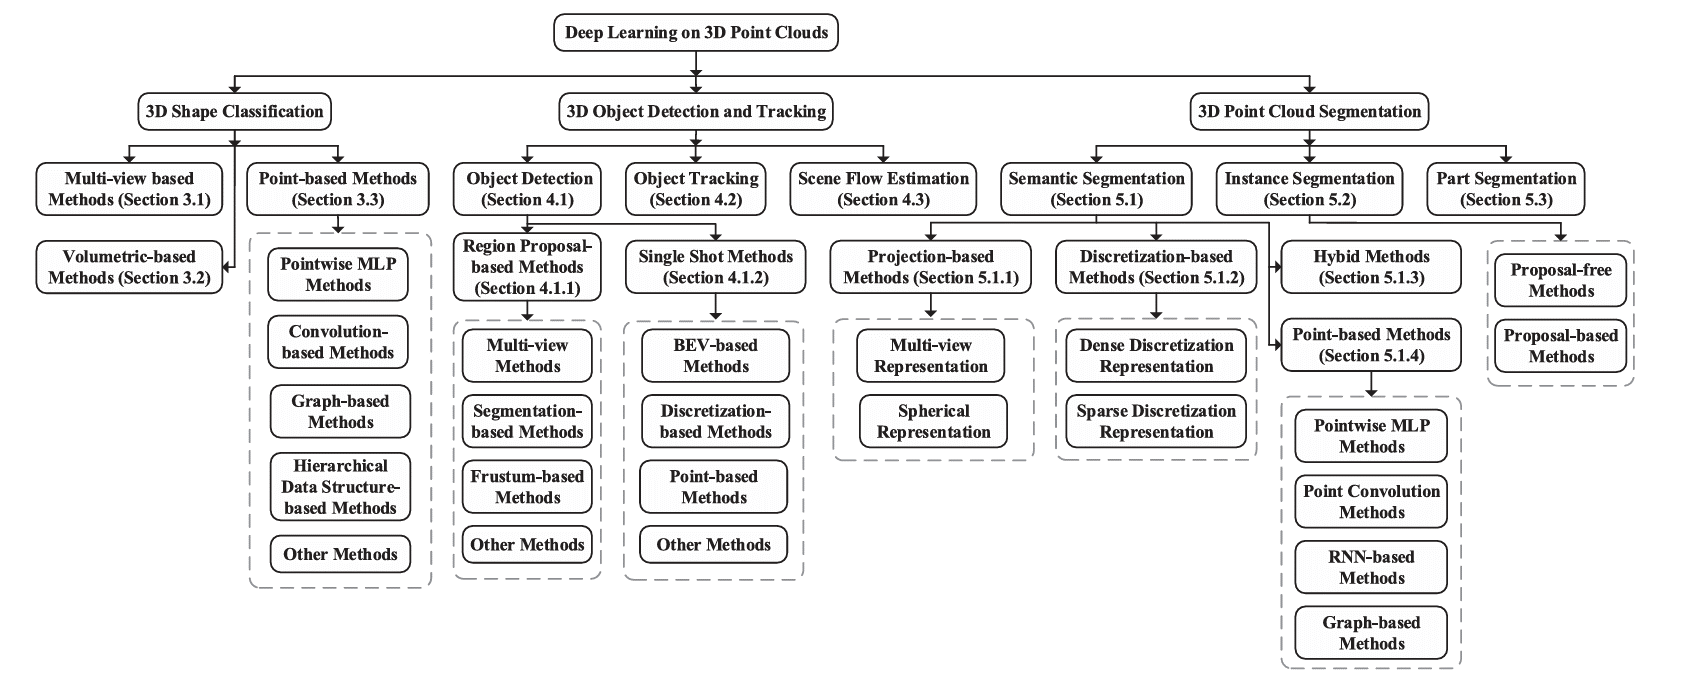 Deep Learning on 3D Point Clouds
3D Shape Classification
3D Object Detection and Tracking
3D Point Cloud Segmentation
Multi-view based
Methods (Section 3.1)
Point-based Methods
(Section 3.3)
Object Detection
(Section 4.1)
Object Tracking
(Section 4.2)
Scene Flow Estimation
(Section 4.3)
Semantic Segmentation
(Section 5.1)
Instance Segmentation
(Section 5.2)
Part Segmentation
(Section 5.3)
Volumetric-based
Methods (Section 3.2)
Pointwise MLP
Methods
Convolution-
based Methods
Graph-based
Methods
Hierarchical
Data Structure-
based Methods
Other Methods
Region Proposal-
based Methods
(Section 4.1.1)
Multi-view
Methods
Segmentation-
based Methods
Frustum-based
Methods
Other Methods
Single Shot Methods
(Section 4.1.2)
BEV-based
Methods
Discretization-
based Methods
Point-based
Methods
Other Methods
Projection-based
Methods (Section 5.1.1)
Multi-view
Representation
Spherical
Representation
Discretization-based
Methods (Section 5.1.2)
Dense Discretization
Representation
Sparse Discretization
Representation
Hybid Methods
(Section 5.1.3)
Point-based Methods
(Section 5.1.4)
Pointwise MLP
Methods
Point Convolution
Methods
RNN-based
Methods
Graph-based
Methods
Proposal-free
Methods
Proposal-based
Methods